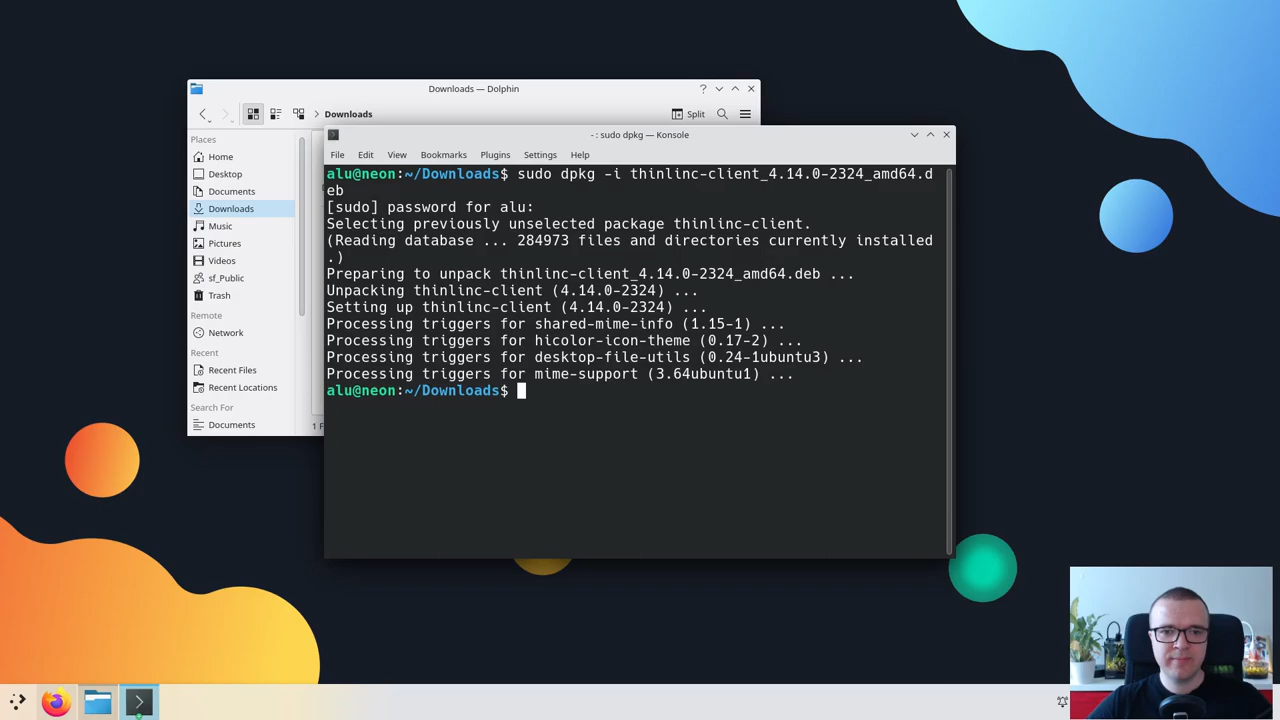 Downloads — Dolphin
Downloads
Split
Places
Home
Desktop
Documents
Downloads
Music
Pictures
Videos
sf_Public
Trash
Remote
Network
Recent
Recent Files
Recent Locations
Search For
Documents
1 F
- : sudo dpkg — Konsole
File Edit View Bookmarks Plugins Settings Help
alu@neon:~/Downloads$ sudo dpkg -i thinlinc-client_4.14.0-2324_amd64.d
eb
[sudo] password for alu:
Selecting previously unselected package thinlinc-client.
(Reading database ... 284973 files and directories currently installed
.)
Preparing to unpack thinlinc-client_4.14.0-2324_amd64.deb ...
Unpacking thinlinc-client (4.14.0-2324) ...
Setting up thinlinc-client (4.14.0-2324) ...
Processing triggers for shared-mime-info (1.15-1) ...
Processing triggers for hicolor-icon-theme (0.17-2) ...
Processing triggers for desktop-file-utils (0.24-1ubuntu3) ...
Processing triggers for mime-support (3.64ubuntu1) ...
alu@neon:~/Downloads$